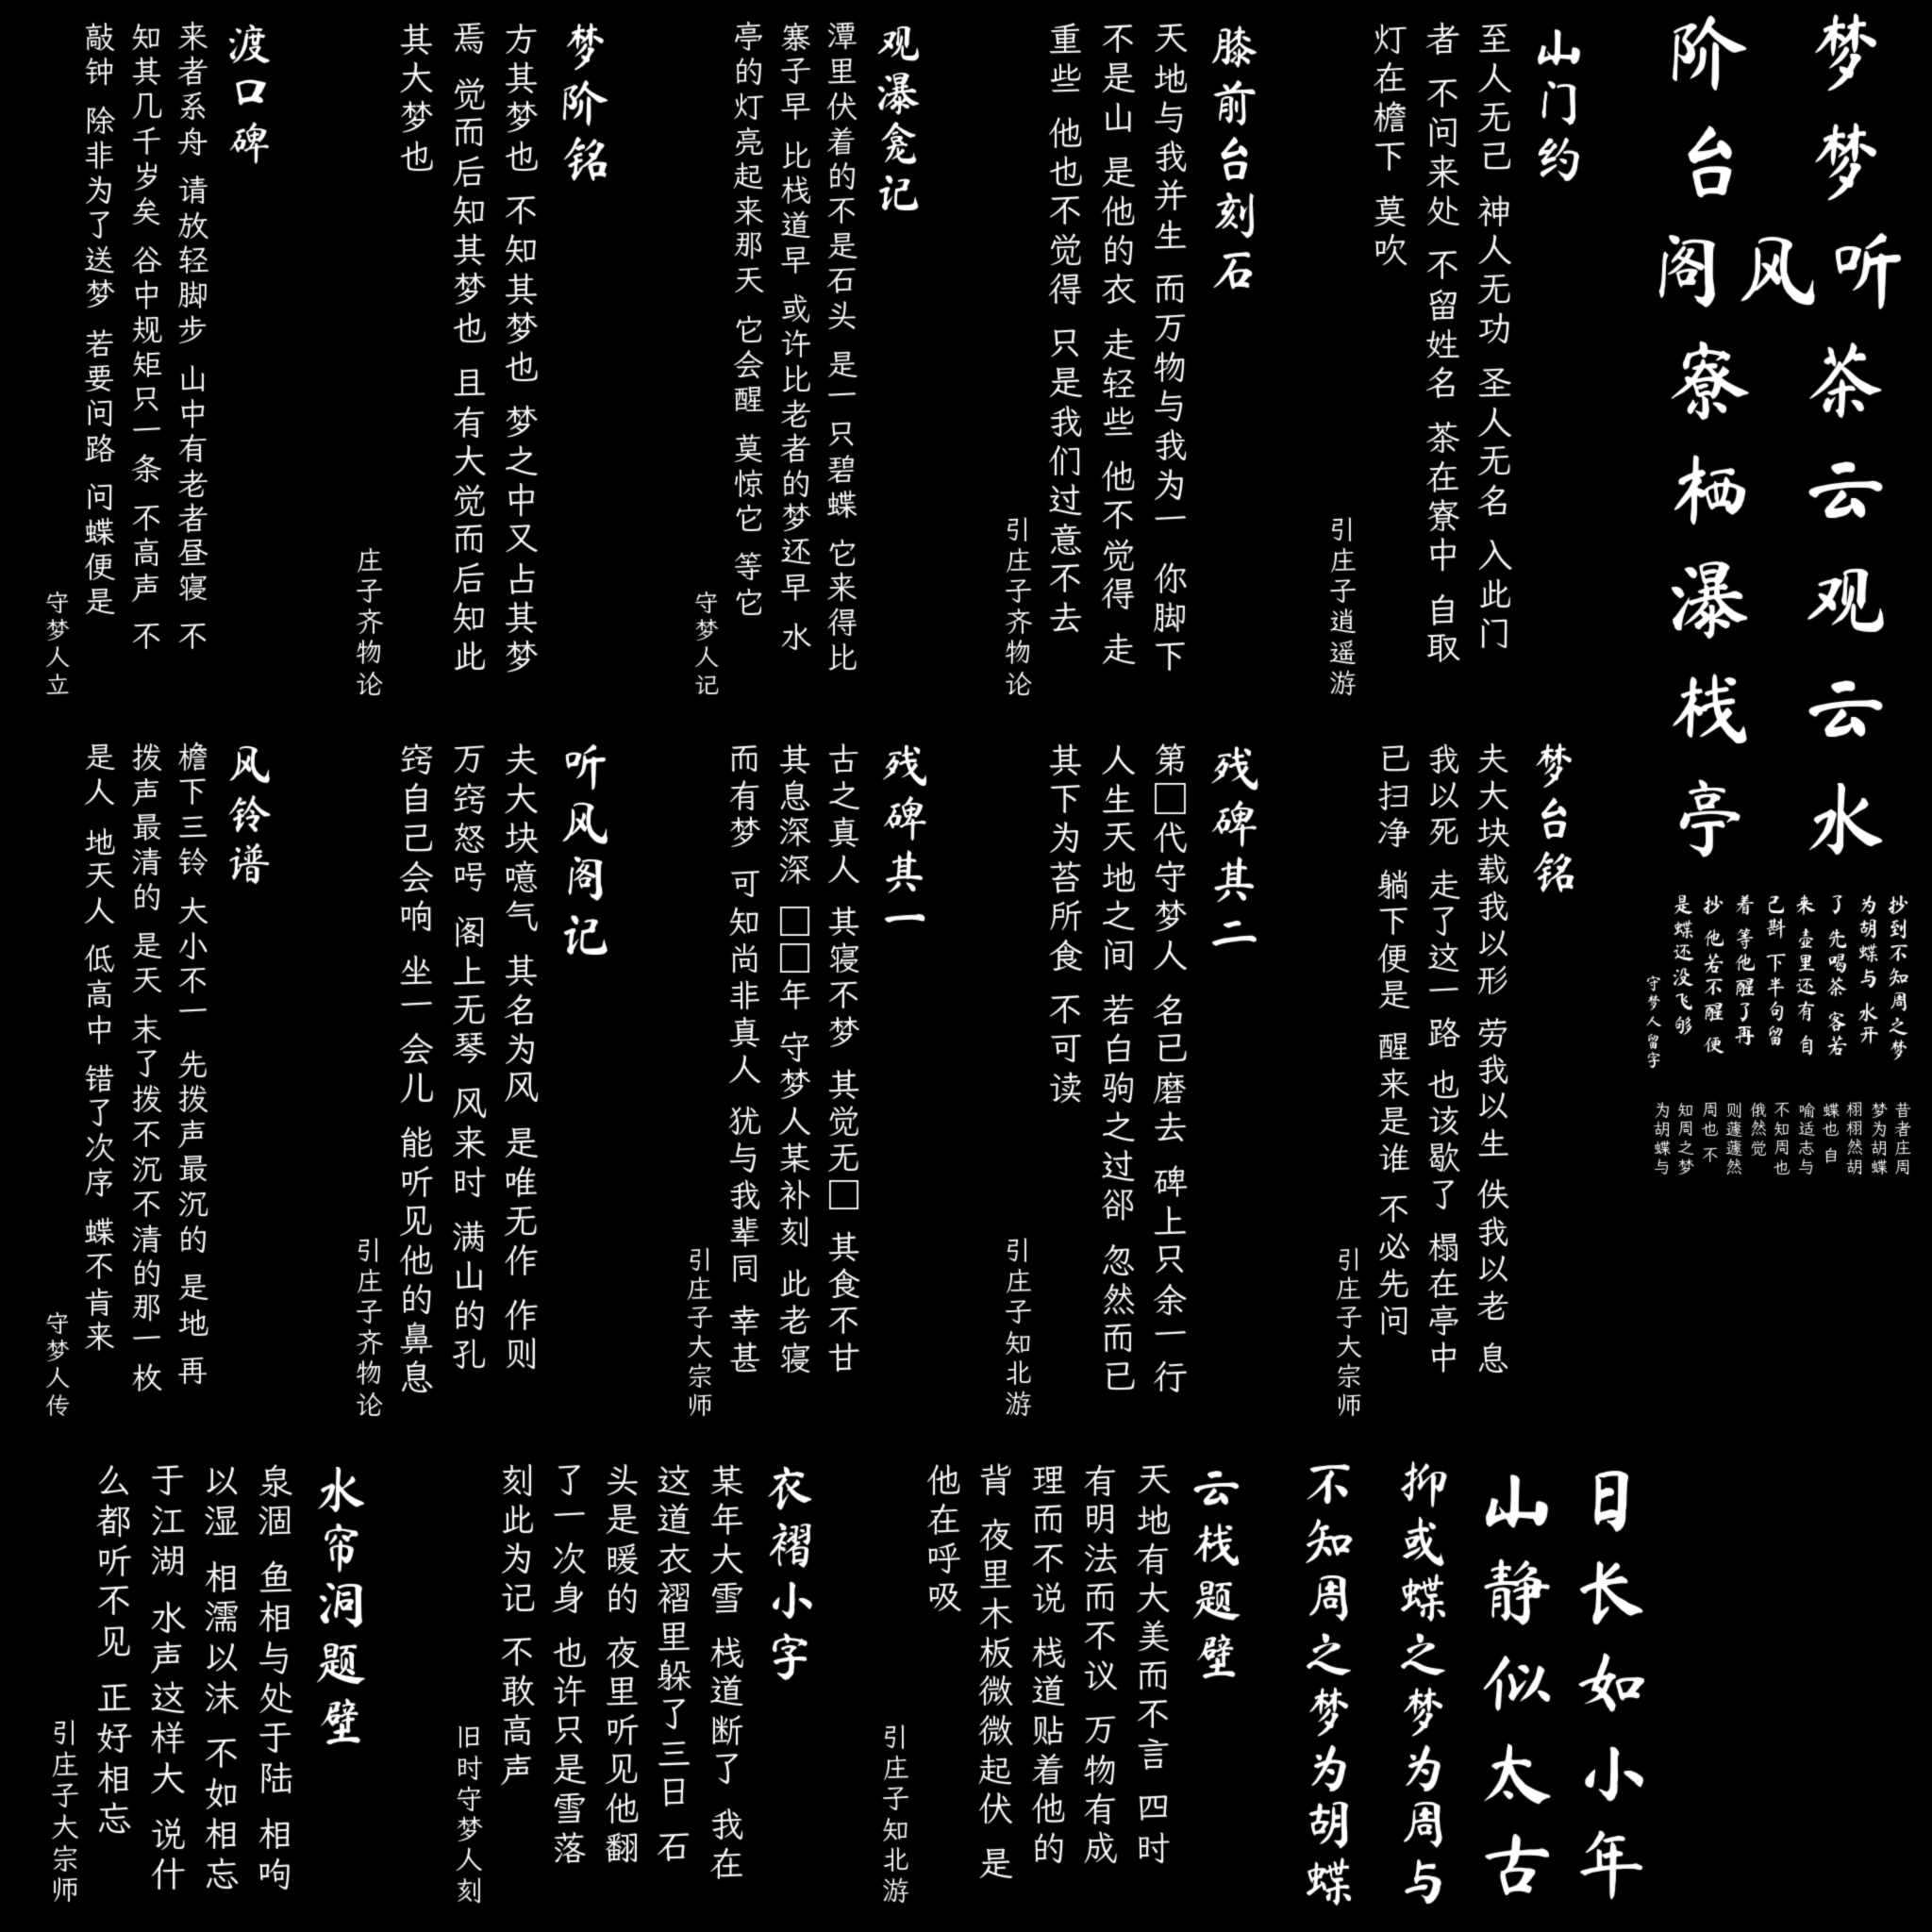 梦阶
梦台
听风阁
茶寮
云栖
观瀑
云栈
水亭
抄到不知周之梦
为胡蝶与 水开
了 先喝茶 客若
来 壶里还有 自
己斟 下半句留
着 等他醒了再
抄 他若不醒 便
是蝶还没飞够
守梦人留字
昔者庄周
梦为胡蝶
栩栩然胡
蝶也 自
喻适志与
不知周也
俄然觉
则蘧蘧然
周也 不
知周之梦
为胡蝶与
山门约
至人无己 神人无功 圣人无名 入此门
者 不问来处 不留姓名 茶在寮中 自取
灯在檐下 莫吹
引庄子逍遥游
膝前台刻石
天地与我并生 而万物与我为一 你脚下
不是山 是他的衣 走轻些 他不觉得 走
重些 他也不觉得 只是我们过意不去
引庄子齐物论
观瀑龛记
潭里伏着的不是石头 是一只碧蝶 它来得比
寨子早 比栈道早 或许比老者的梦还早 水
亭的灯亮起来那天 它会醒 莫惊它 等它
守梦人记
梦阶铭
方其梦也 不知其梦也 梦之中又占其梦
焉 觉而后知其梦也 且有大觉而后知此
其大梦也
庄子齐物论
渡口碑
来者系舟 请放轻脚步 山中有老者昼寝 不
知其几千岁矣 谷中规矩只一条 不高声 不
敲钟 除非为了送梦 若要问路 问蝶便是
守梦人立
梦台铭
夫大块载我以形 劳我以生 佚我以老 息
我以死 走了这一路 也该歇了 榻在亭中
已扫净 躺下便是 醒来是谁 不必先问
引庄子大宗师
残碑其二
第□代守梦人 名已磨去 碑上只余一行
人生天地之间 若白驹之过郤 忽然而已
其下为苔所食 不可读
引庄子知北游
残碑其一
古之真人 其寝不梦 其觉无□ 其食不甘
其息深深 □□年 守梦人某补刻 此老寝
而有梦 可知尚非真人 犹与我辈同 幸甚
引庄子大宗师
听风阁记
夫大块噫气 其名为风 是唯无作 作则
万窍怒呺 阁上无琴 风来时 满山的孔
窍自己会响 坐一会儿 能听见他的鼻息
引庄子齐物论
风铃谱
檐下三铃 大小不一 先拨声最沉的 是地 再
拨声最清的 是天 末了拨不沉不清的那一枚
是人 地天人 低高中 错了次序 蝶不肯来
守梦人传
日长如小年
山静似太古
抑或蝶之梦为周与
不知周之梦为胡蝶
云栈题壁
天地有大美而不言 四时
有明法而不议 万物有成
理而不说 栈道贴着他的
背 夜里木板微微起伏 是
他在呼吸
引庄子知北游
衣褶小字
某年大雪 栈道断了 我在
这道衣褶里躲了三日 石
头是暖的 夜里听见他翻
了一次身 也许只是雪落
刻此为记 不敢高声
旧时守梦人刻
水帘洞题壁
泉涸 鱼相与处于陆 相呴
以湿 相濡以沫 不如相忘
于江湖 水声这样大 说什
么都听不见 正好相忘
引庄子大宗师